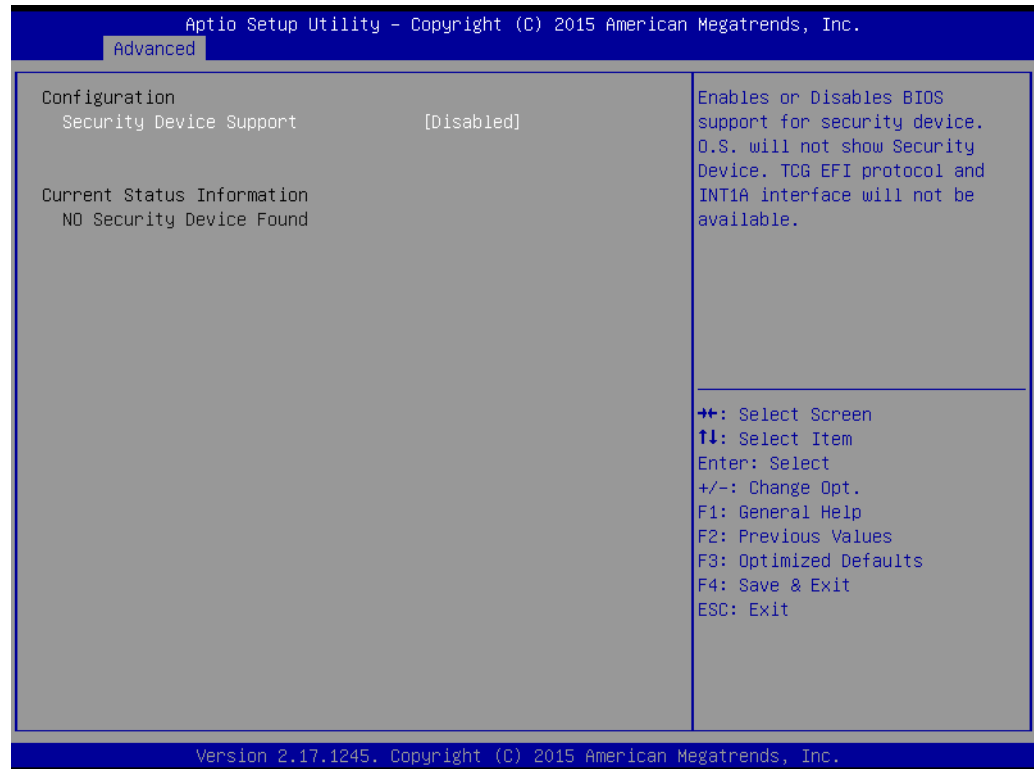 Aptio Setup Utility – Copyright (C) 2015 American Megatrends, Inc.
Advanced
Configuration
Security Device Support [Disabled]
Current Status Information
NO Security Device Found
Enables or Disables BIOS
support for security device.
O.S. will not show Security
Device. TCG EFI protocol and
INT1A interface will not be
available.
→←: Select Screen
↑↓: Select Item
Enter: Select
+/-: Change Opt.
F1: General Help
F2: Previous Values
F3: Optimized Defaults
F4: Save & Exit
ESC: Exit
Version 2.17.1245. Copyright (C) 2015 American Megatrends, Inc.